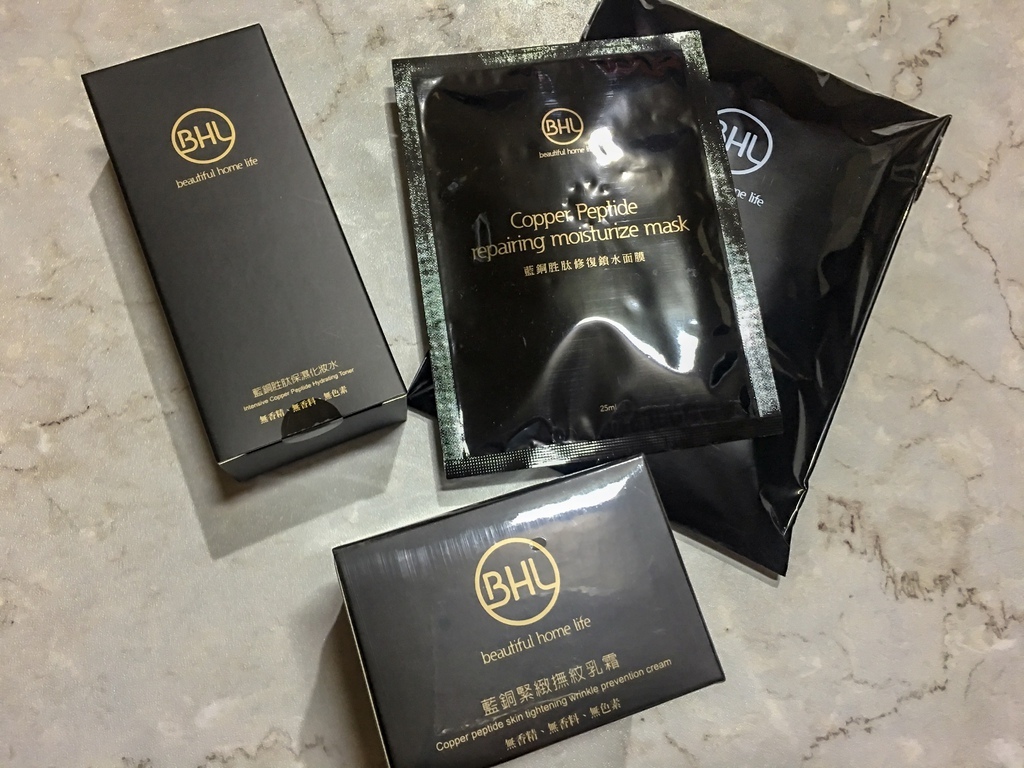 BHL
beautiful home life
藍銅胜肽保濕化妝水
Intensive Copper Peptide Hydrating Toner
無香精、無香料、無色素
BHL
beautiful home li
Copper Peptide
repairing moisturize mask
藍銅胜肽修復鎖水面膜
25ml
BHL
me life
BHL
beautiful home life
藍銅緊緻撫紋乳霜
Copper peptide skin tightening wrinkle prevention cream
無香精、無香料、無色素